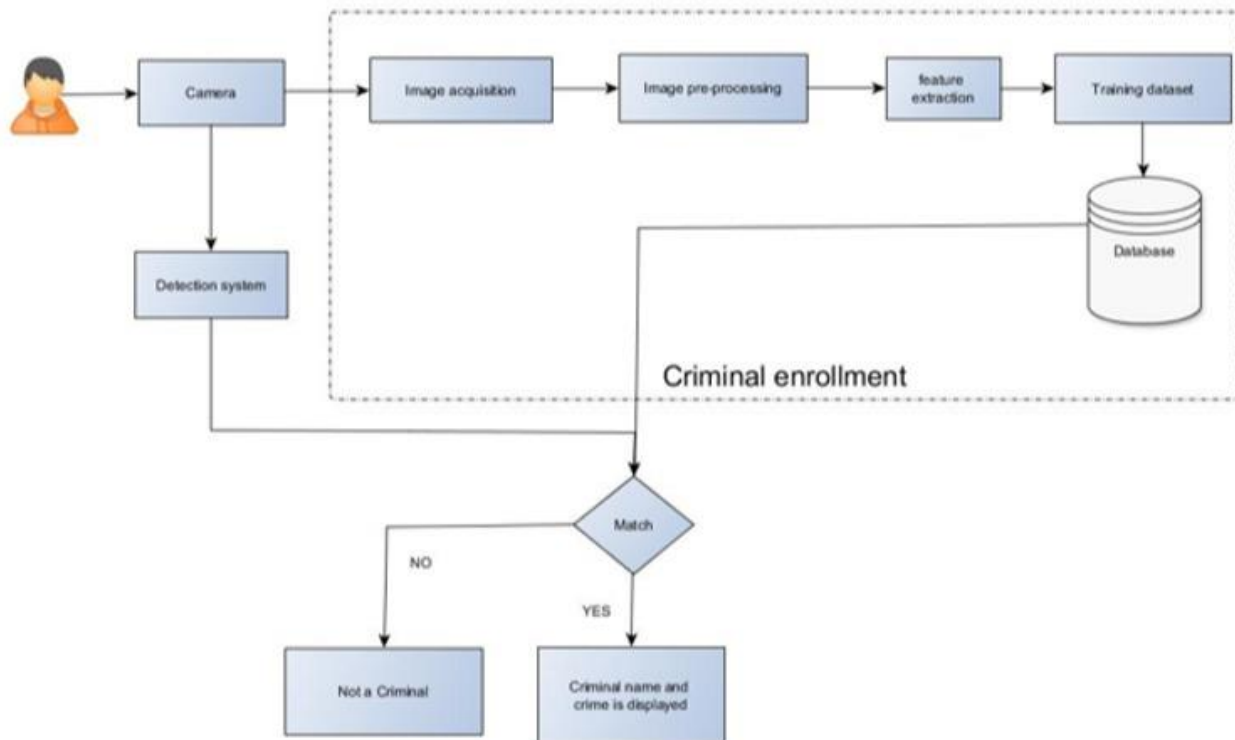 Camera
Image acquisition
Image pre-processing
feature
extraction
Training dataset
Database
Detection system
Criminal enrollment
Match
NO
YES
Not a Criminal
Criminal name and
crime is displayed